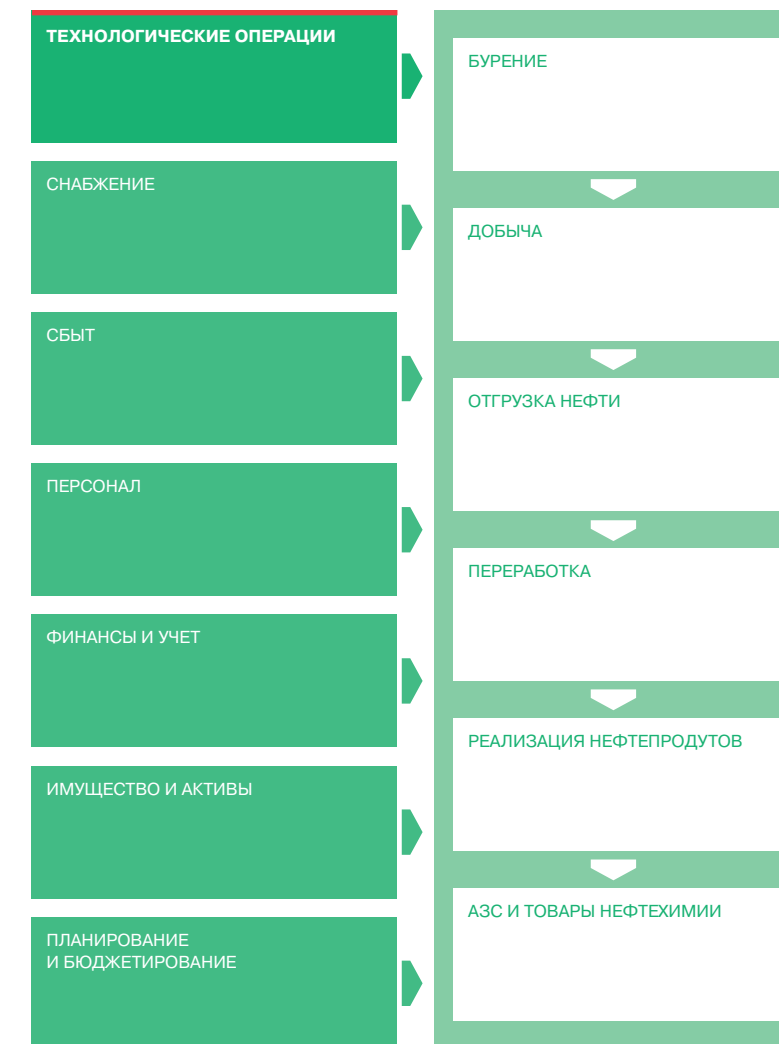 ТЕХНОЛОГИЧЕСКИЕ ОПЕРАЦИИ
СНАБЖЕНИЕ
СБЫТ
ПЕРСОНАЛ
ФИНАНСЫ И УЧЕТ
ИМУЩЕСТВО И АКТИВЫ
ПЛАНИРОВАНИЕ
И БЮДЖЕТИРОВАНИЕ
БУРЕНИЕ
ДОБЫЧА
ОТГРУЗКА НЕФТИ
ПЕРЕРАБОТКА
РЕАЛИЗАЦИЯ НЕФТЕПРОДУТОВ
АЗС И ТОВАРЫ НЕФТЕХИМИИ